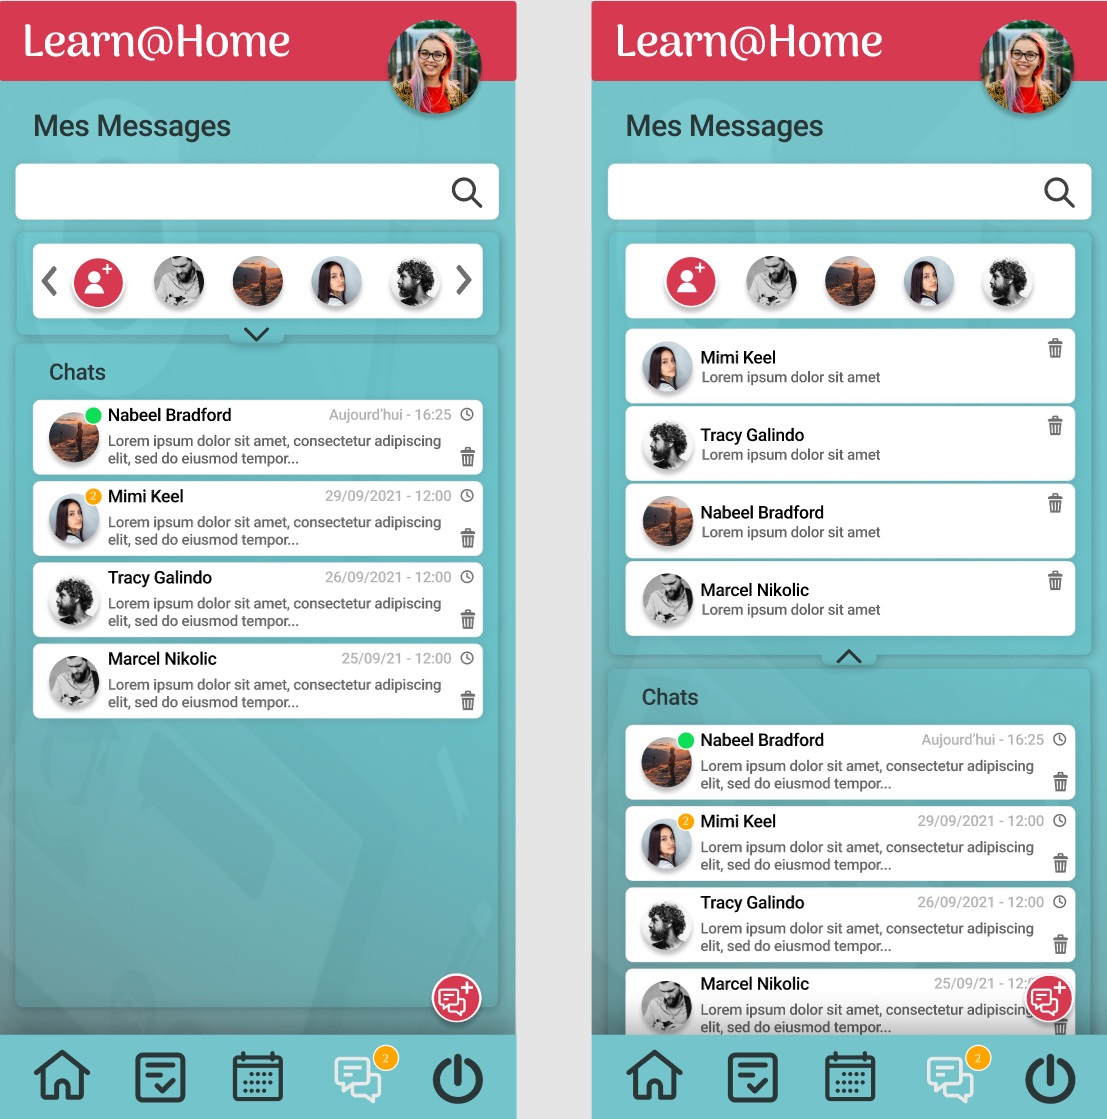 Learn@Home
Mes Messages
Chats
Nabeel Bradford
Aujourd'hui - 16:25
Lorem ipsum dolor sit amet, consectetur adipiscing
elit, sed do eiusmod tempor...
2
Mimi Keel
29/09/2021 - 12:00
Lorem ipsum dolor sit amet, consectetur adipiscing
elit, sed do eiusmod tempor...
Tracy Galindo
26/09/2021 - 12:00
Lorem ipsum dolor sit amet, consectetur adipiscing
elit, sed do eiusmod tempor...
Marcel Nikolic
25/09/21 - 12:00
Lorem ipsum dolor sit amet, consectetur adipiscing
elit, sed do eiusmod tempor...
2
Learn@Home
Mes Messages
Mimi Keel
Lorem ipsum dolor sit amet
Tracy Galindo
Lorem ipsum dolor sit amet
Nabeel Bradford
Lorem ipsum dolor sit amet
Marcel Nikolic
Lorem ipsum dolor sit amet
Chats
Nabeel Bradford
Aujourd'hui - 16:25
Lorem ipsum dolor sit amet, consectetur adipiscing
elit, sed do eiusmod tempor...
2
Mimi Keel
29/09/2021 - 12:00
Lorem ipsum dolor sit amet, consectetur adipiscing
elit, sed do eiusmod tempor...
Tracy Galindo
26/09/2021 - 12:00
Lorem ipsum dolor sit amet, consectetur adipiscing
elit, sed do eiusmod tempor...
Marcel Nikolic
25/09/21 -
Lorem ipsum dolor sit amet, consectetur adipiscing
elit, sed do eiusmod tempor...
2